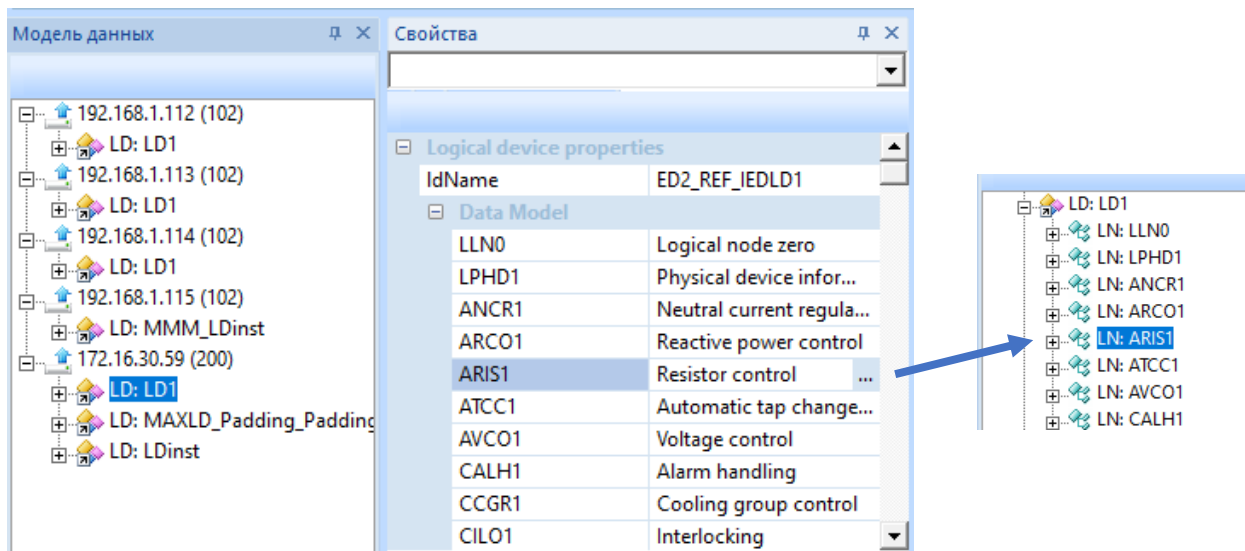 Модель данных
192.168.1.112 (102)
LD: LD1
192.168.1.113 (102)
LD: LD1
192.168.1.114 (102)
LD: LD1
192.168.1.115 (102)
LD: MMM_LDinst
172.16.30.59 (200)
LD: LD1
LD: MAXLD_Padding_Padding
LD: LDinst
Свойства
Logical device properties
IdName ED2_REF_IEDLD1
Data Model
LLN0 Logical node zero
LPHD1 Physical device infor...
ANCR1 Neutral current regula...
ARCO1 Reactive power control
ARIS1 Resistor control ...
ATCC1 Automatic tap change...
AVCO1 Voltage control
CALH1 Alarm handling
CCGR1 Cooling group control
CILO1 Interlocking
LD: LD1
LN: LLN0
LN: LPHD1
LN: ANCR1
LN: ARCO1
LN: ARIS1
LN: ATCC1
LN: AVCO1
LN: CALH1